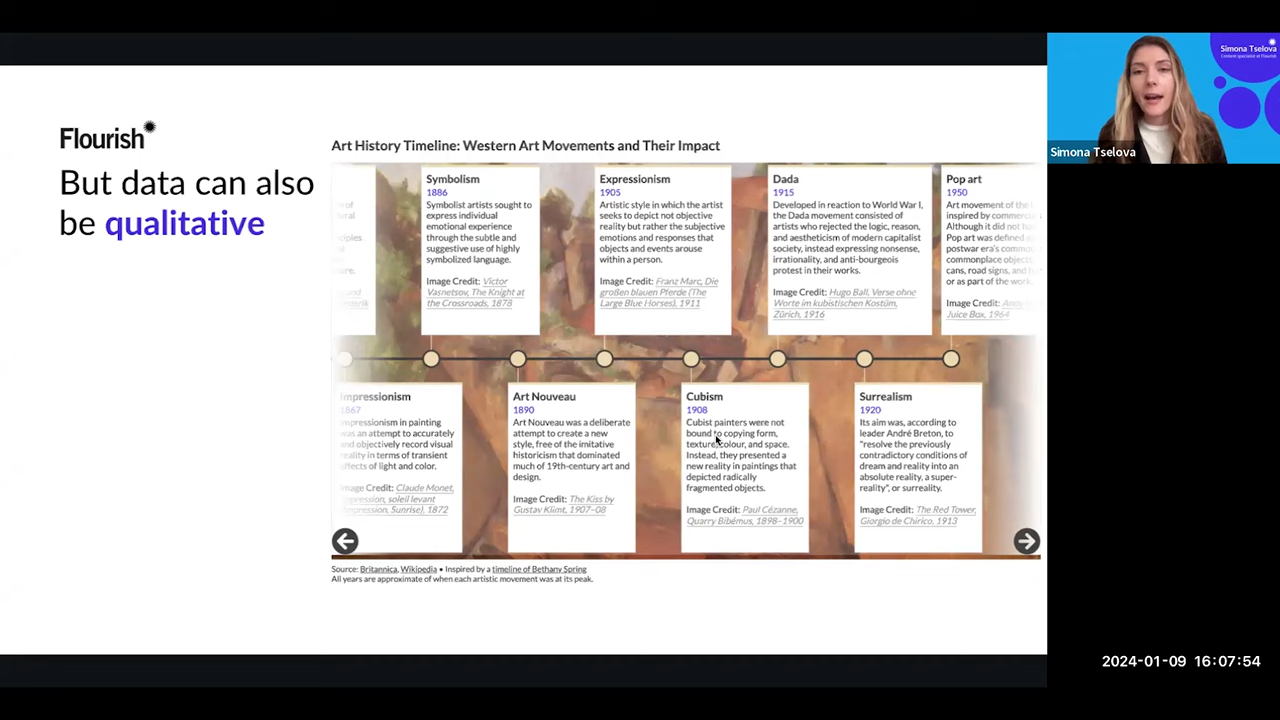 Flourish
But data can also
be qualitative
Art History Timeline: Western Art Movements and Their Impact
Symbolism
1886
Symbolist artists sought to
express individual
emotional experience
through the subtle and
suggestive use of highly
symbolized language.
Image Credit: Victor
Vasnetsov, The Knight at
the Crossroads, 1878
Expressionism
1905
Artistic style in which the artist
seeks to depict not objective
reality but rather the subjective
emotions and responses that
objects and events arouse
within a person.
Image Credit: Franz Marc, Die
großen blauen Pferde (The
Large Blue Horses), 1911
Dada
1915
Developed in reaction to World War I,
the Dada movement consisted of
artists who rejected the logic, reason,
and aestheticism of modern capitalist
society, instead expressing nonsense,
irrationality, and anti-bourgeois
protest in their works.
Image Credit: Hugo Ball, Verse ohne
Worte im kubistischen Kostüm,
Zürich, 1916
Pop art
1950
Art movement of the
inspired by
Although it did not
Pop art was defined
postwar era's
commonplace
cans, road signs, and
or as part of the work.
Image Credit:
Juice Box, 1964
Impressionism
1867
Impressionism in painting
was an attempt to accurately
and objectively record visual
reality in terms of transient
effects of light and color.
Image Credit: Claude Monet,
Impression, soleil levant
(Impression, Sunrise), 1872
Art Nouveau
1890
Art Nouveau was a deliberate
attempt to create a new
style, free of the imitative
historicism that dominated
much of 19th-century art and
design.
Image Credit: The Kiss by
Gustav Klimt, 1907–08
Cubism
1908
Cubist painters were not
bound to copying form,
texture, colour, and space.
Instead, they presented a
new reality in paintings that
depicted radically
fragmented objects.
Image Credit: Paul Cézanne,
Quarry Bibémus, 1898–1900
Surrealism
1920
Its aim was, according to
leader André Breton, to
"resolve the previously
contradictory conditions of
dream and reality into an
absolute reality, a super-
reality", or surreality.
Image Credit: The Red Tower,
Giorgio de Chirico, 1913
Source: Britannica, Wikipedia • Inspired by a timeline of Bethany Spring
All years are approximate of when each artistic movement was at its peak.
Simona Tselova
Content specialist at Flourish
Simona Tselova
2024-01-09 16:07:54